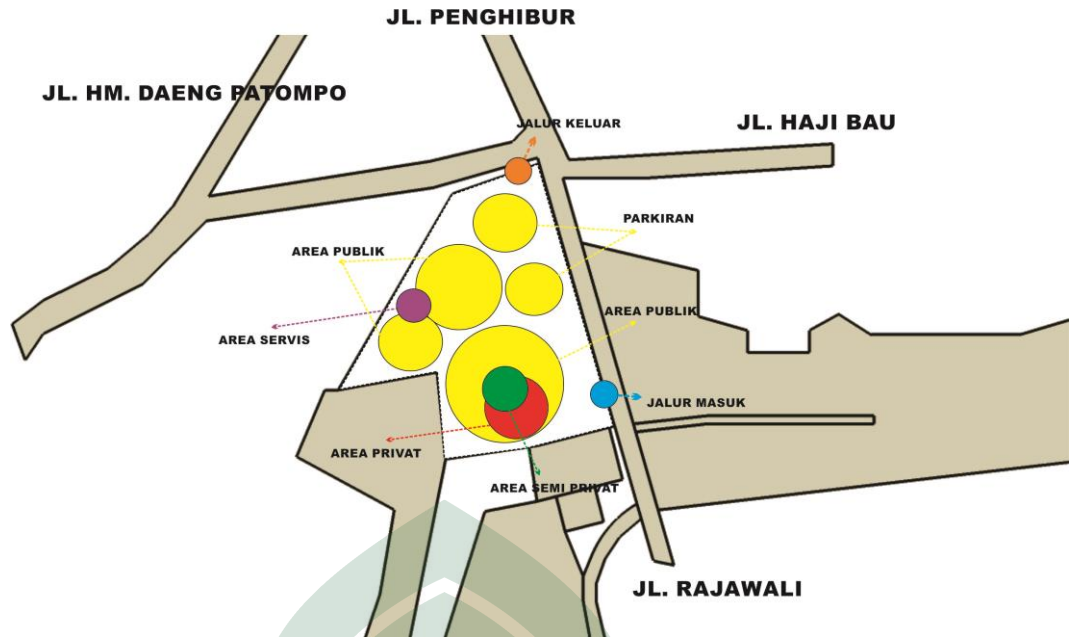 JL. PENGHIBUR
JL. HM. DAENG PATOMPO
JALUR KELUAR
JL. HAJI BAU
PARKIRAN
AREA PUBLIK
AREA PUBLIK
AREA SERVIS
JALUR MASUK
AREA PRIVAT
AREA SEMI PRIVAT
JL. RAJAWALI